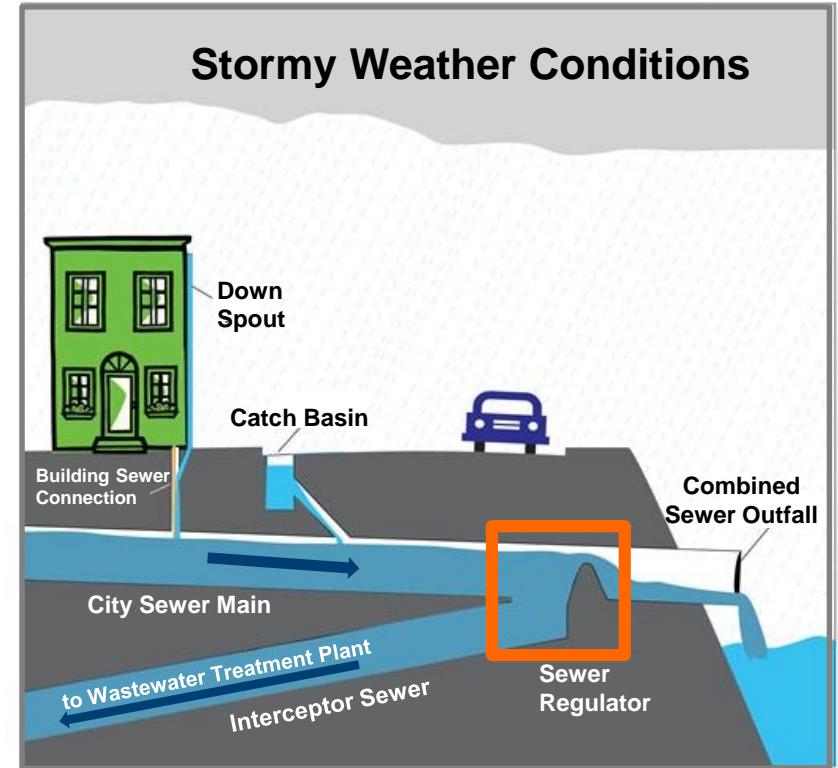 Stormy Weather Conditions
Down
Spout
Catch Basin
Building Sewer
Connection
Combined
Sewer Outfall
City Sewer Main
to Wastewater Treatment Plant
Interceptor Sewer
Sewer
Regulator